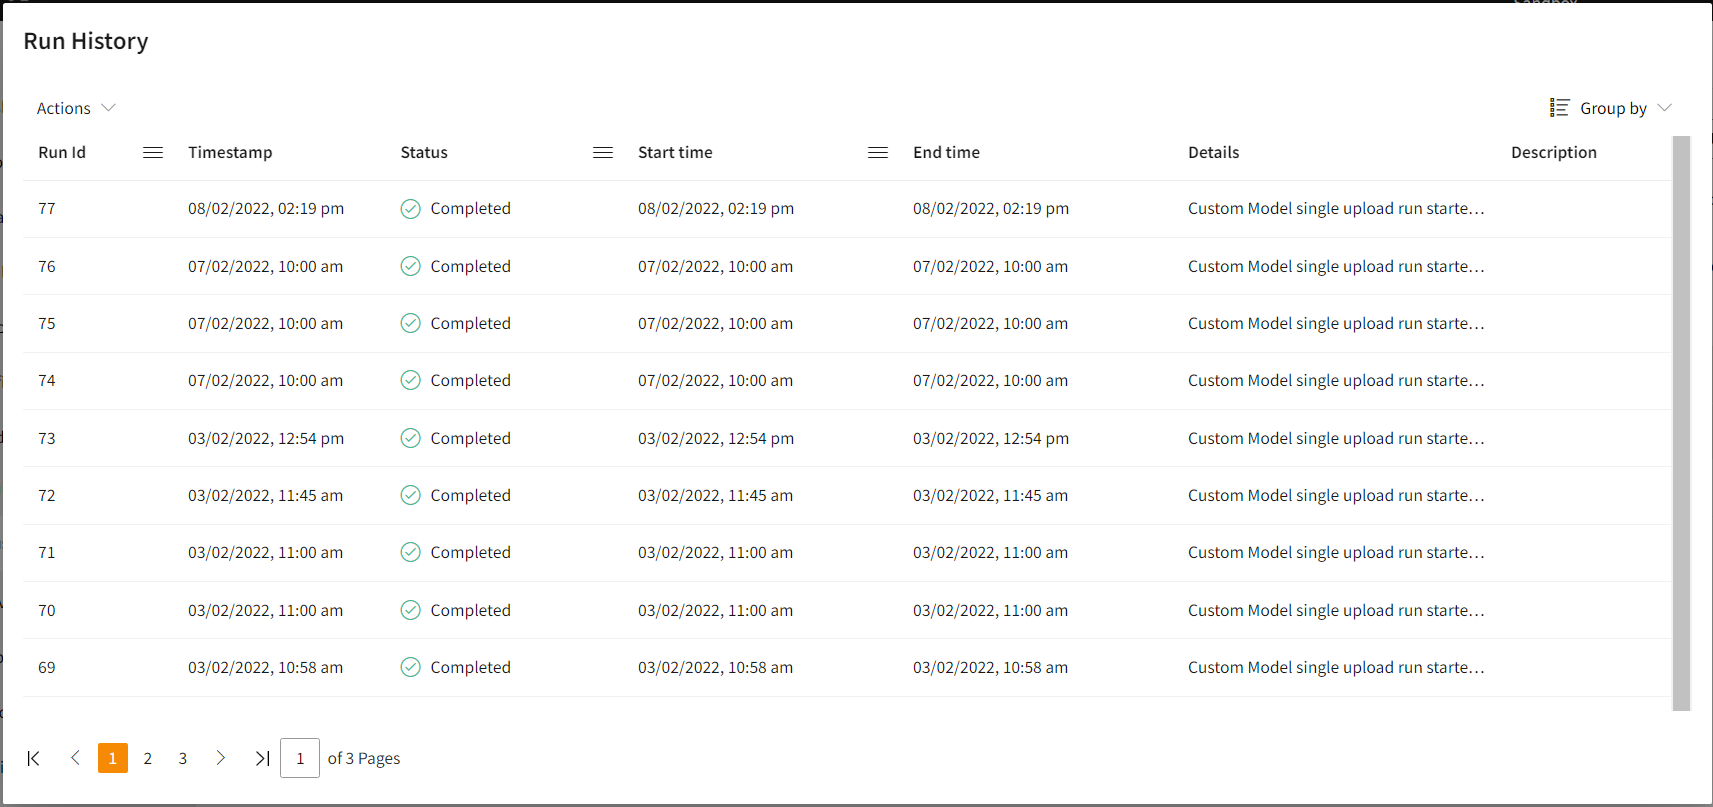 Run History
Actions Group by
Run Id Timestamp Status Start time End time Details Description
77 08/02/2022, 02:19 pm Completed 08/02/2022, 02:19 pm 08/02/2022, 02:19 pm Custom Model single upload run starte...
76 07/02/2022, 10:00 am Completed 07/02/2022, 10:00 am 07/02/2022, 10:00 am Custom Model single upload run starte...
75 07/02/2022, 10:00 am Completed 07/02/2022, 10:00 am 07/02/2022, 10:00 am Custom Model single upload run starte...
74 07/02/2022, 10:00 am Completed 07/02/2022, 10:00 am 07/02/2022, 10:00 am Custom Model single upload run starte...
73 03/02/2022, 12:54 pm Completed 03/02/2022, 12:54 pm 03/02/2022, 12:54 pm Custom Model single upload run starte...
72 03/02/2022, 11:45 am Completed 03/02/2022, 11:45 am 03/02/2022, 11:45 am Custom Model single upload run starte...
71 03/02/2022, 11:00 am Completed 03/02/2022, 11:00 am 03/02/2022, 11:00 am Custom Model single upload run starte...
70 03/02/2022, 11:00 am Completed 03/02/2022, 11:00 am 03/02/2022, 11:00 am Custom Model single upload run starte...
69 03/02/2022, 10:58 am Completed 03/02/2022, 10:58 am 03/02/2022, 10:58 am Custom Model single upload run starte...
1 2 3 1 of 3 Pages